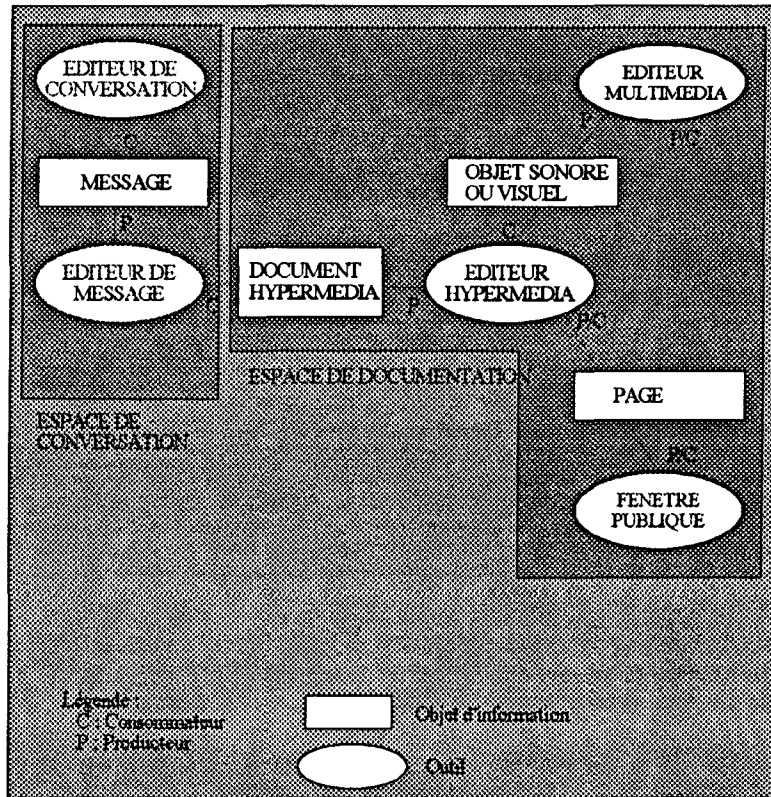 EDITEUR DE
CONVERSATION
C
MESSAGE
P
EDITEUR DE
MESSAGE
C
ESPACE DE
CONVERSATION
EDITEUR
MULTIMEDIA
P
P/C
OBJET SONORE
OU VISUEL
C
DOCUMENT
HYPERMEDIA
P
EDITEUR
HYPERMEDIA
P/C
ESPACE DE DOCUMENTATION
PAGE
P/C
FENETRE
PUBLIQUE
Légende :
C : Consommateur
P : Producteur
Objet d'information
Outil